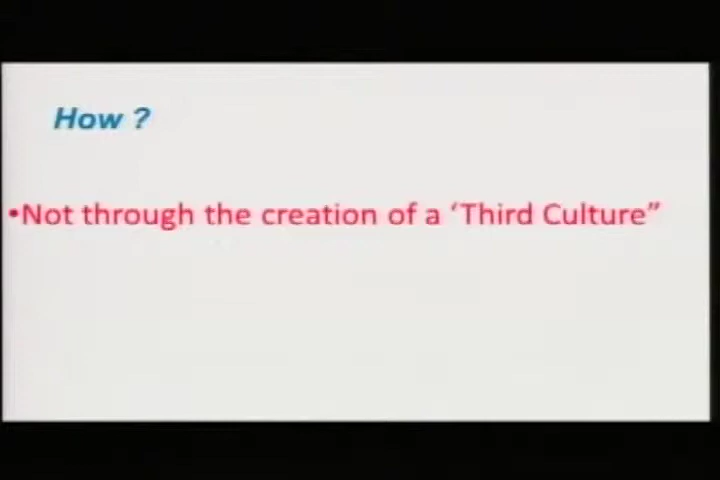 How ?
•Not through the creation of a ‘Third Culture”